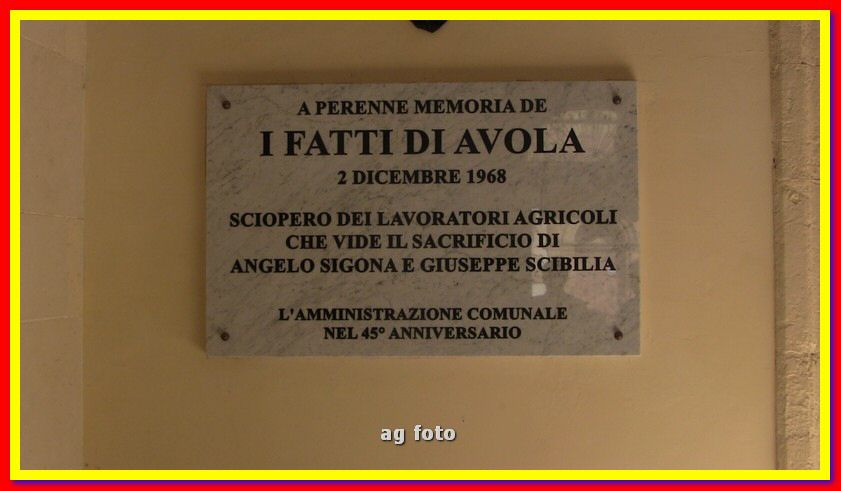 A PERENNE MEMORIA DE
I FATTI DI AVOLA
2 DICEMBRE 1968
SCIOPERO DEI LAVORATORI AGRICOLI
CHE VIDE IL SACRIFICIO DI
ANGELO SIGONA E GIUSEPPE SCIBILIA
L'AMMINISTRAZIONE COMUNALE
NEL 45° ANNIVERSARIO
ag foto